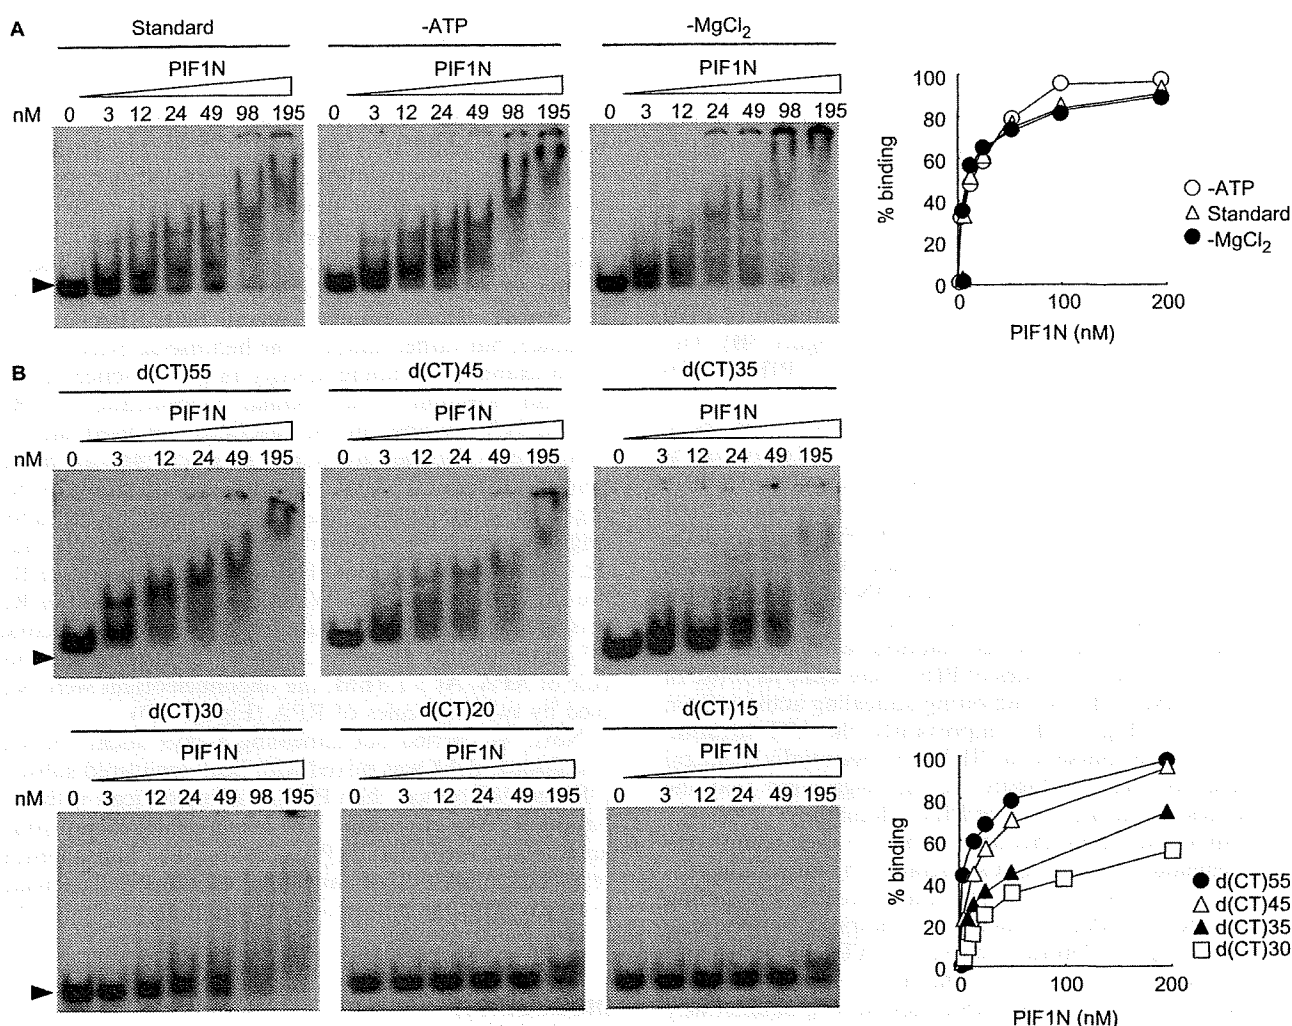 A
Standard
-ATP
-MgCl2
PIF1N
PIF1N
PIF1N
nM 0 3 12 24 49 98 195
0 3 12 24 49 98 195
0 3 12 24 49 98 195
100
80
60
40
20
0
% binding
0 100 200
PIF1N (nM)
-ATP
Standard
-MgCl2
B
d(CT)55
d(CT)45
d(CT)35
PIF1N
PIF1N
PIF1N
nM 0 3 12 24 49 195
0 3 12 24 49 195
0 3 12 24 49 195
d(CT)30
d(CT)20
d(CT)15
PIF1N
PIF1N
PIF1N
nM 0 3 12 24 49 98 195
0 3 12 24 49 195
0 3 12 24 49 195
100
80
60
40
20
0
% binding
0 100 200
PIF1N (nM)
d(CT)55
d(CT)45
d(CT)35
d(CT)30